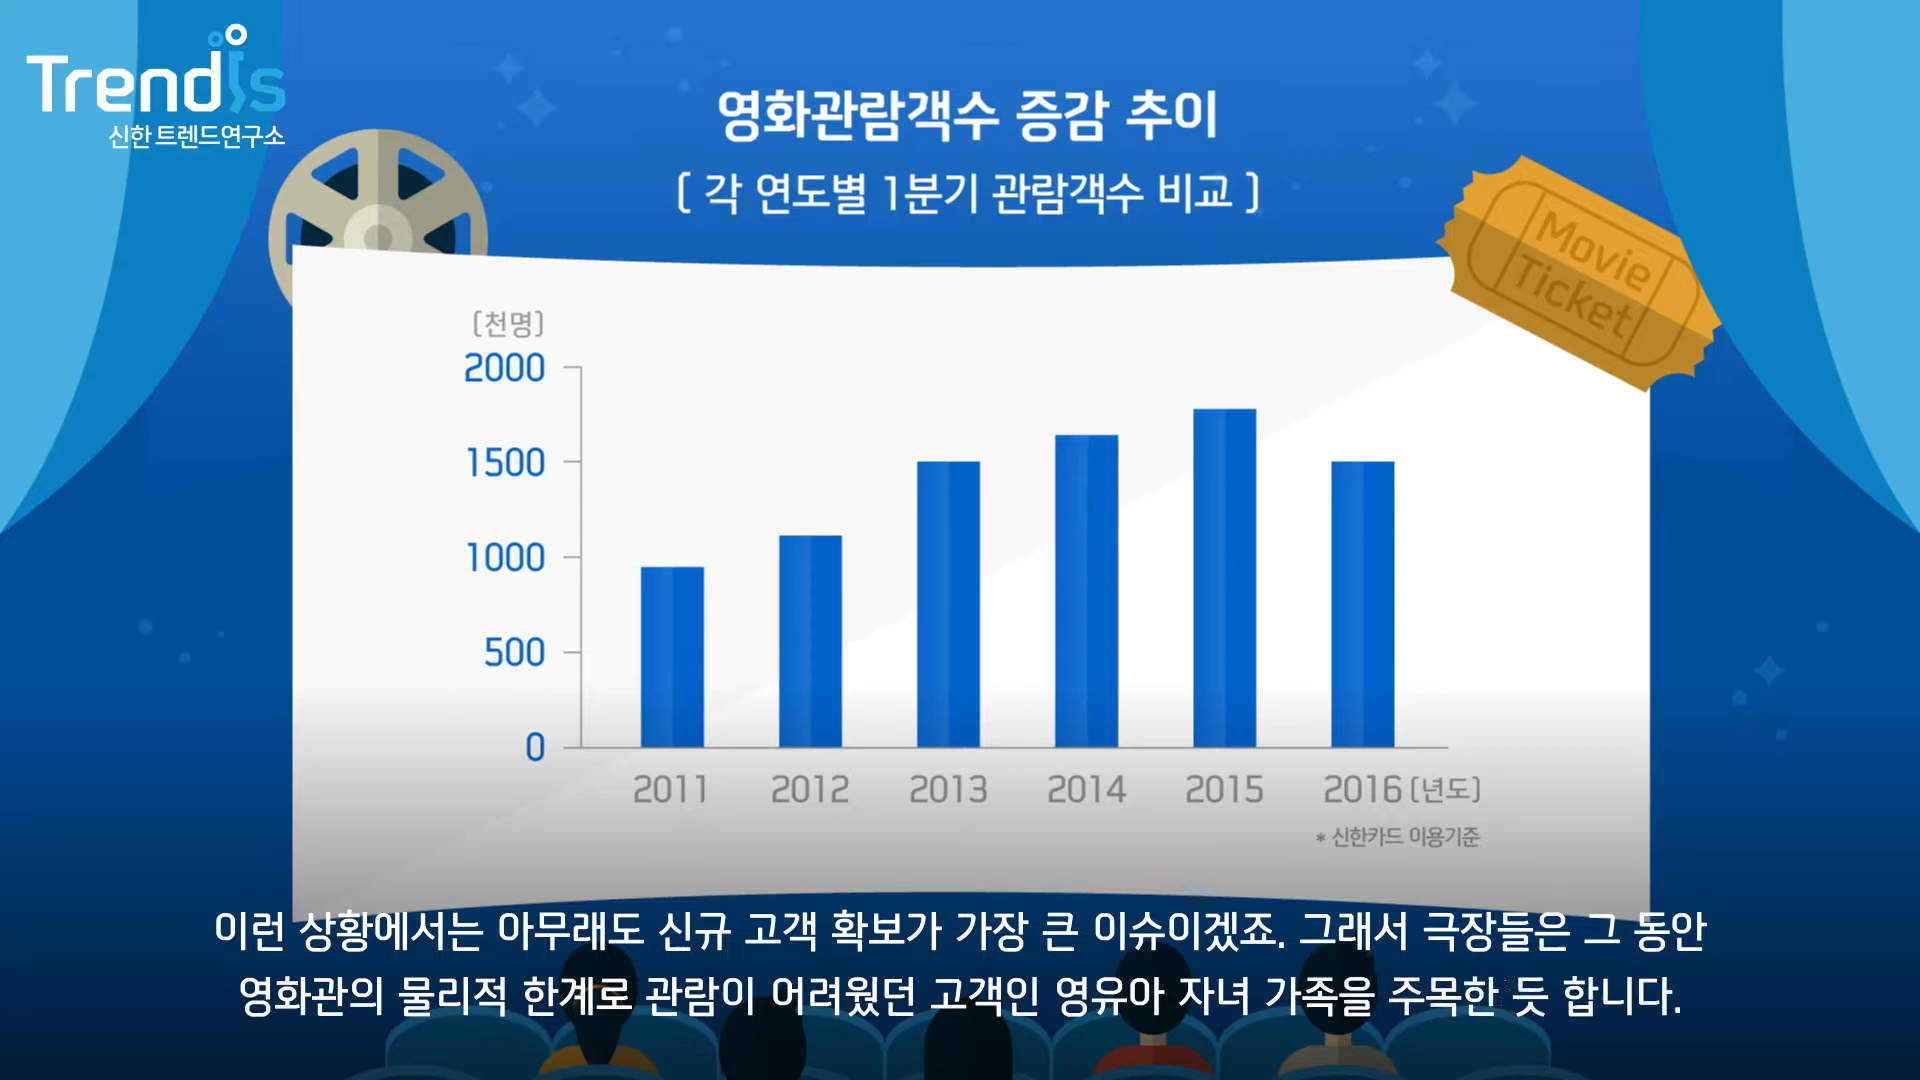 Trendis
신한 트렌드연구소
영화관람객수 증감 추이
[ 각 연도별 1분기 관람객수 비교 ]
Movie
Ticket
[천명]
2000
1500
1000
500
0
2011 2012 2013 2014 2015 2016 [년도]
* 신한카드 이용기준
이런 상황에서는 아무래도 신규 고객 확보가 가장 큰 이슈이겠죠. 그래서 극장들은 그 동안
영화관의 물리적 한계로 관람이 어려웠던 고객인 영유아 자녀 가족을 주목한 듯 합니다.